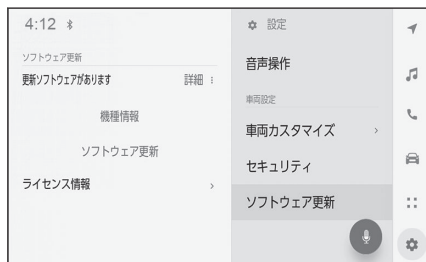 4:12
ソフトウェア更新
更新ソフトウェアがあります 詳細
機種情報
ソフトウェア更新
ライセンス情報
設定
音声操作
車両設定
車両カスタマイズ
セキュリティ
ソフトウェア更新